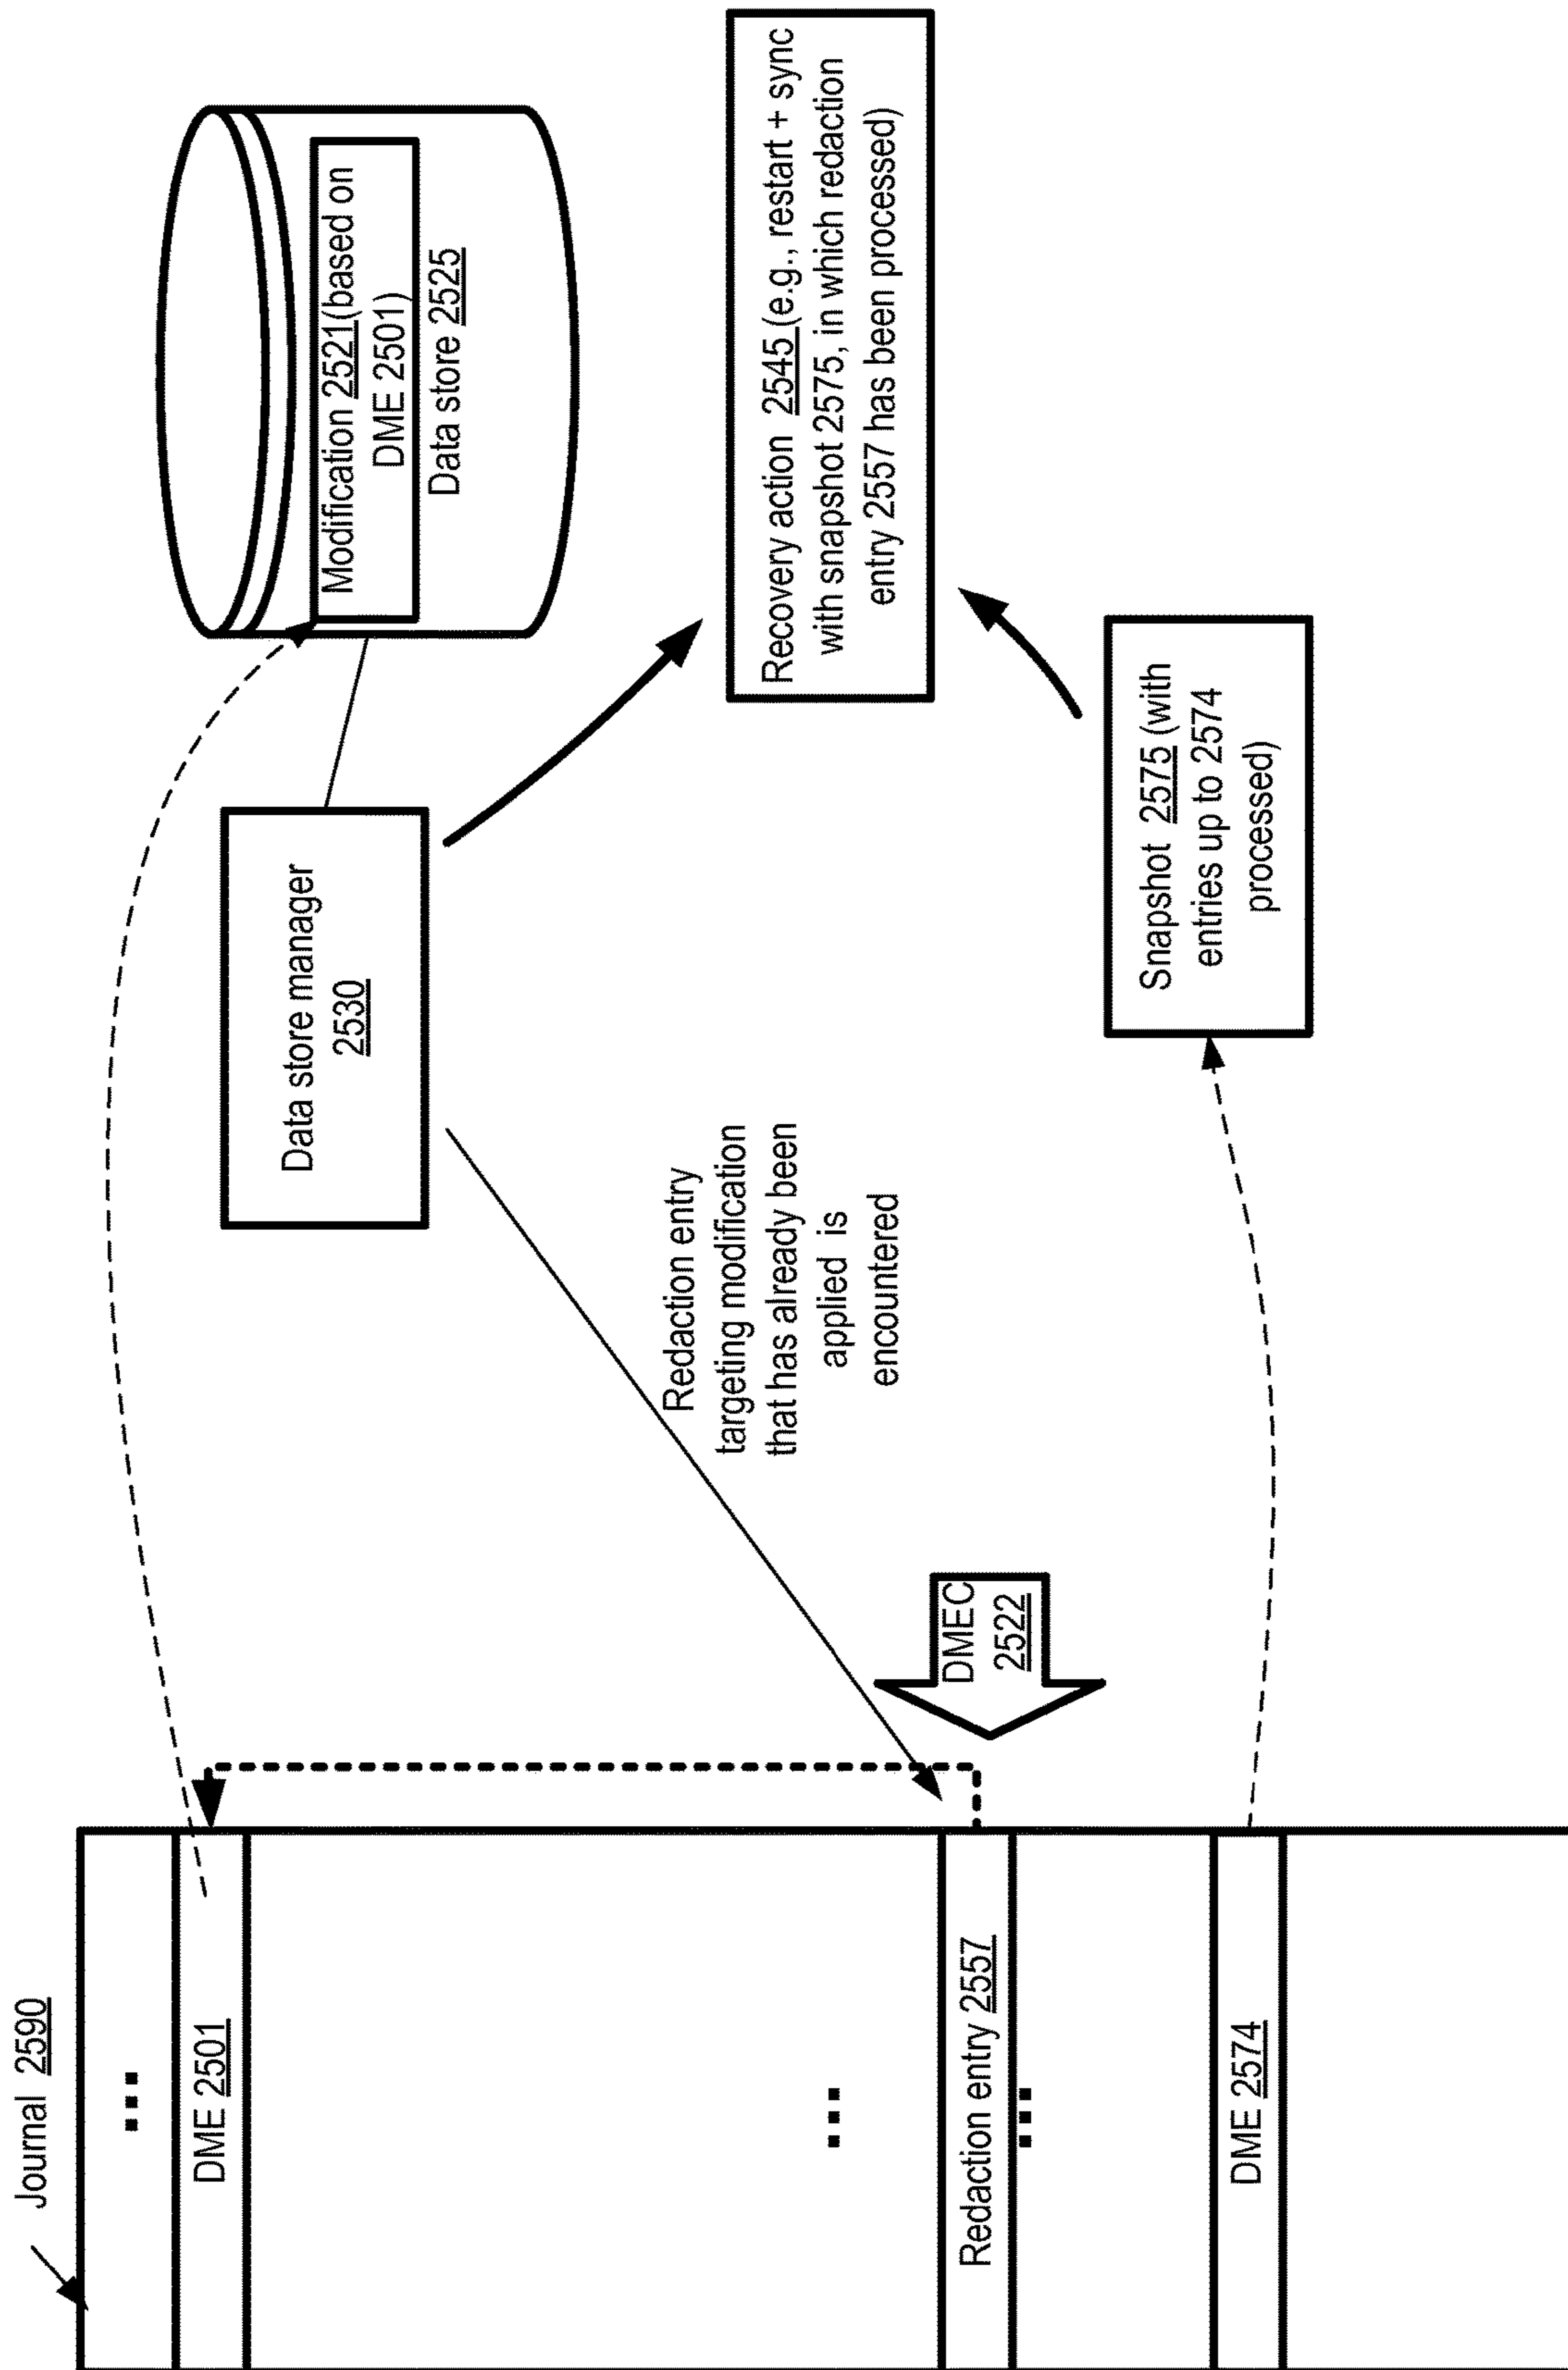 Journal 2590
...
DME 2501
...
Redaction entry 2557
...
DME 2574
Data store manager
2530
Modification 2521(based on
DME 2501)
Data store 2525
Redaction entry
targeting modification
that has already been
applied is
encountered
DMEC
2522
Recovery action 2545 (e.g., restart + sync
with snapshot 2575, in which redaction
entry 2557 has been processed)
Snapshot 2575 (with
entries up to 2574
processed)